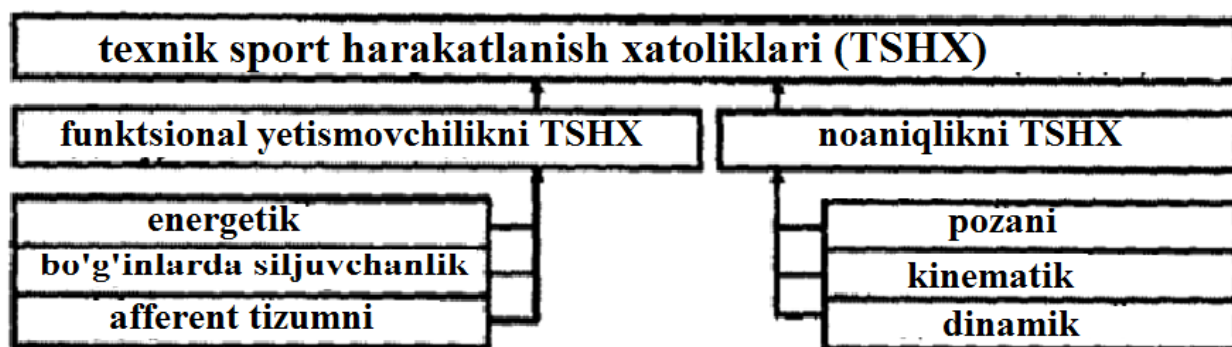 texnik sport harakatlanish xatoliklari (TSHX)
funktsional yetismovchilikni TSHX
noaniqlikni TSHX
energetik
bo'g'inlarda siljuvchanlik
afferent tizumni
pozani
kinematik
dinamik